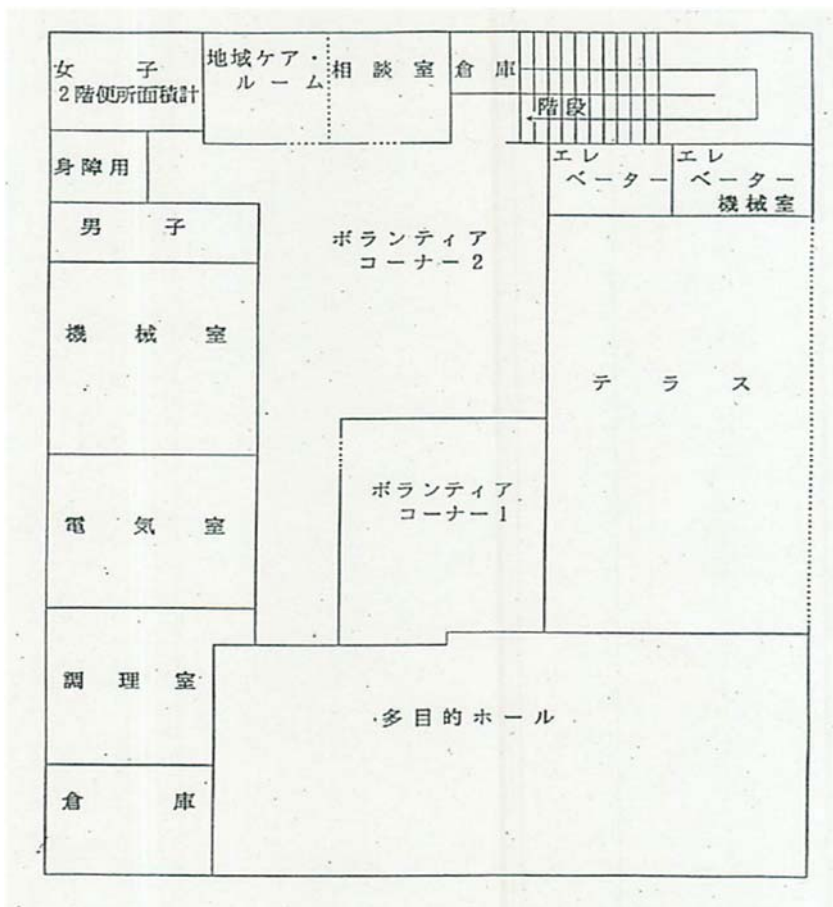 女子
2階便所面積計
地域ケア・
ルーム
相談室
倉庫
階段
身障用
エレ
ベーター
エレ
ベーター
機械室
男子
ボランティア
コーナー2
機械室
テラス
ボランティア
コーナー1
電気室
調理室
多目的ホール
倉庫